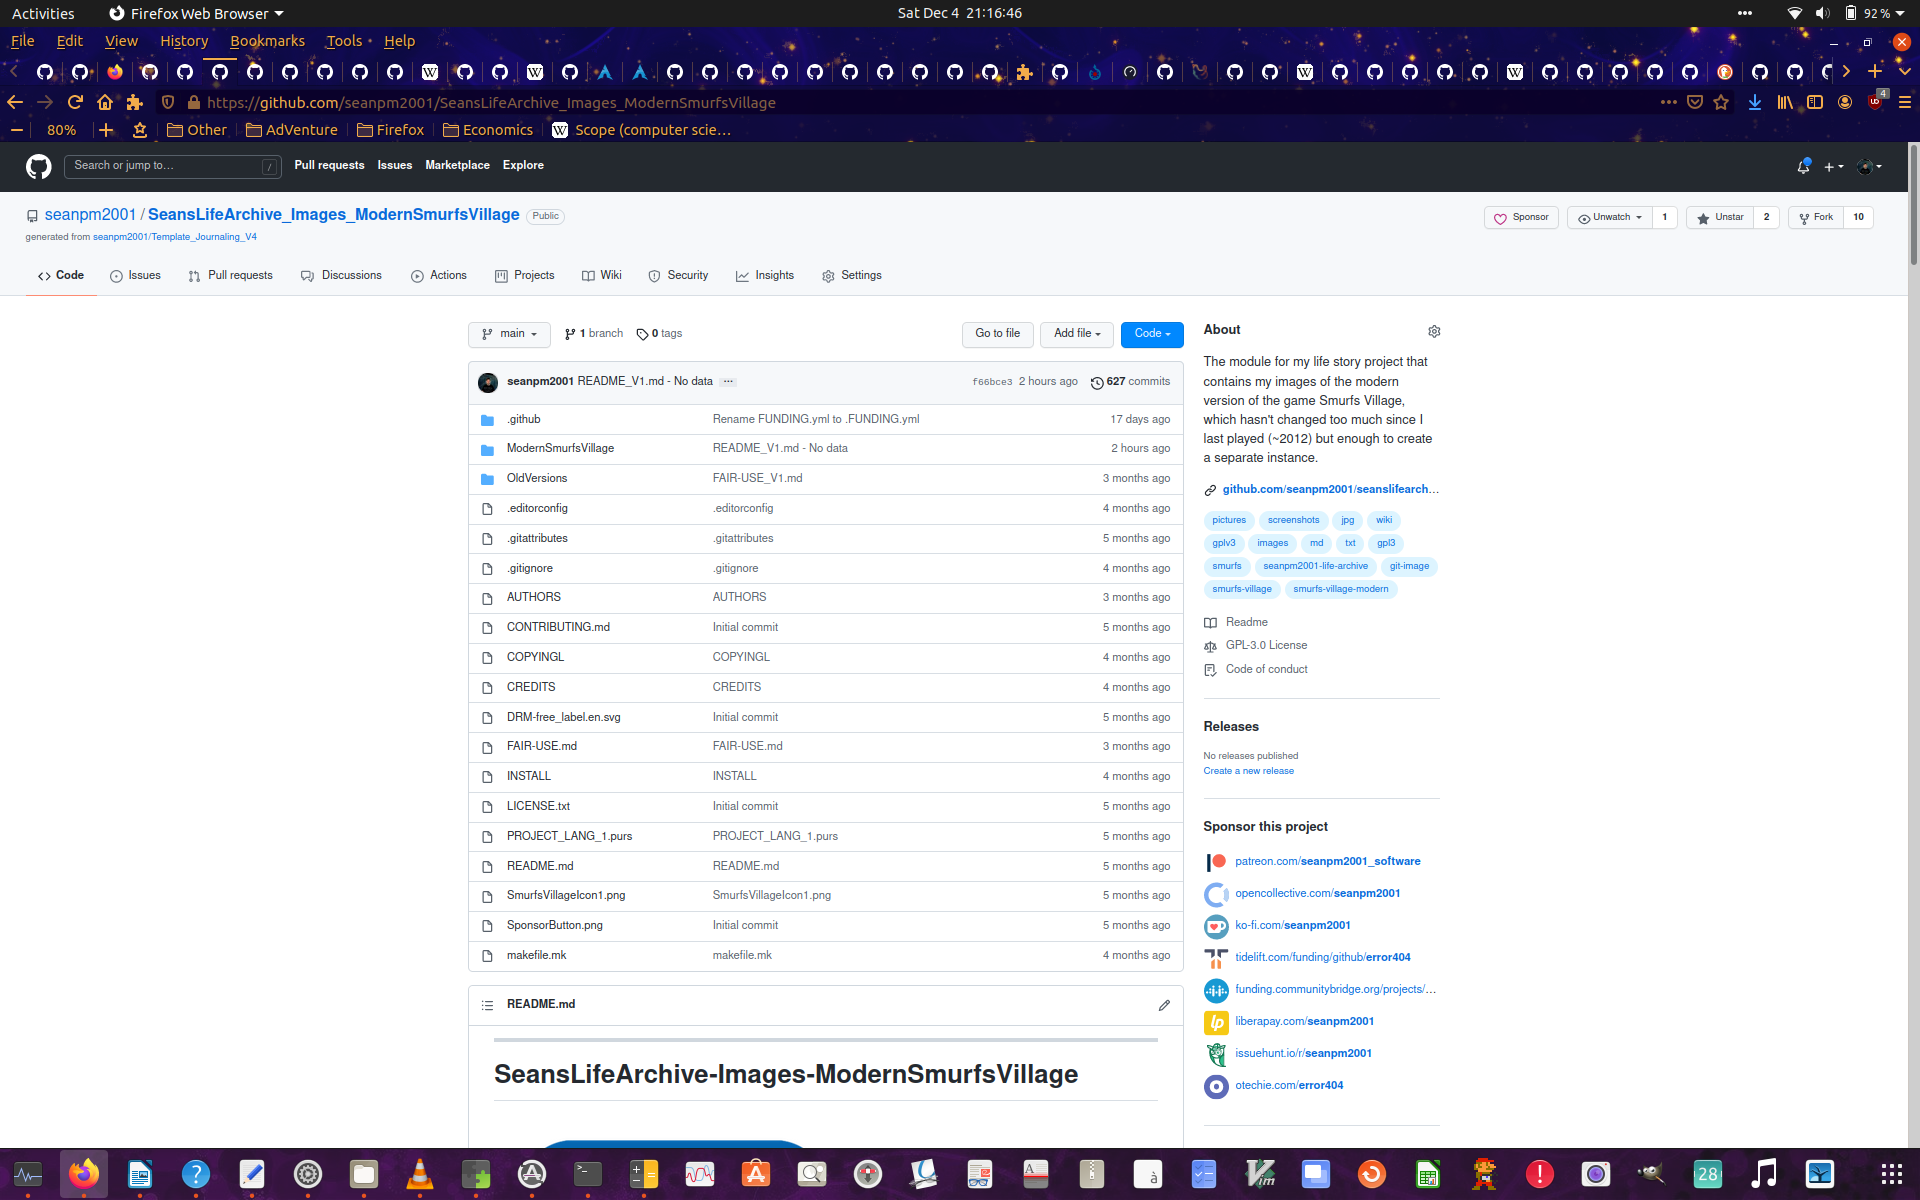 Activities Firefox Web Browser Sat Dec 4 21:16:46 92 %
File Edit View History Bookmarks Tools Help
https://github.com/seanpm2001/SeansLifeArchive_Images_ModernSmurfsVillage 4
80% Other AdVenture Firefox Economics Scope (computer scie…
Search or jump to… / Pull requests Issues Marketplace Explore
seanpm2001 / SeansLifeArchive_Images_ModernSmurfsVillage Public Sponsor Unwatch 1 Unstar 2 Fork 10
generated from seanpm2001/Template_Journaling_V4
Code Issues Pull requests Discussions Actions Projects Wiki Security Insights Settings
main 1 branch 0 tags Go to file Add file Code
seanpm2001 README_V1.md - No data ... f66bce3 2 hours ago 627 commits
.github Rename FUNDING.yml to .FUNDING.yml 17 days ago
ModernSmurfsVillage README_V1.md - No data 2 hours ago
OldVersions FAIR-USE_V1.md 3 months ago
.editorconfig .editorconfig 4 months ago
.gitattributes .gitattributes 5 months ago
.gitignore .gitignore 4 months ago
AUTHORS AUTHORS 3 months ago
CONTRIBUTING.md Initial commit 5 months ago
COPYINGL COPYINGL 4 months ago
CREDITS CREDITS 4 months ago
DRM-free_label.en.svg Initial commit 5 months ago
FAIR-USE.md FAIR-USE.md 3 months ago
INSTALL INSTALL 4 months ago
LICENSE.txt Initial commit 5 months ago
PROJECT_LANG_1.purs PROJECT_LANG_1.purs 5 months ago
README.md README.md 5 months ago
SmurfsVillageIcon1.png SmurfsVillageIcon1.png 5 months ago
SponsorButton.png Initial commit 5 months ago
makefile.mk makefile.mk 4 months ago
README.md
SeansLifeArchive-Images-ModernSmurfsVillage
About
The module for my life story project that
contains my images of the modern
version of the game Smurfs Village,
which hasn't changed too much since I
last played (~2012) but enough to create
a separate instance.
github.com/seanpm2001/seanslifearch…
pictures screenshots jpg wiki
gplv3 images md txt gpl3
smurfs seanpm2001-life-archive git-image
smurfs-village smurfs-village-modern
Readme
GPL-3.0 License
Code of conduct
Releases
No releases published
Create a new release
Sponsor this project
patreon.com/seanpm2001_software
opencollective.com/seanpm2001
ko-fi.com/seanpm2001
tidelift.com/funding/github/error404
funding.communitybridge.org/projects/…
lp liberapay.com/seanpm2001
issuehunt.io/r/seanpm2001
otechie.com/error404
28